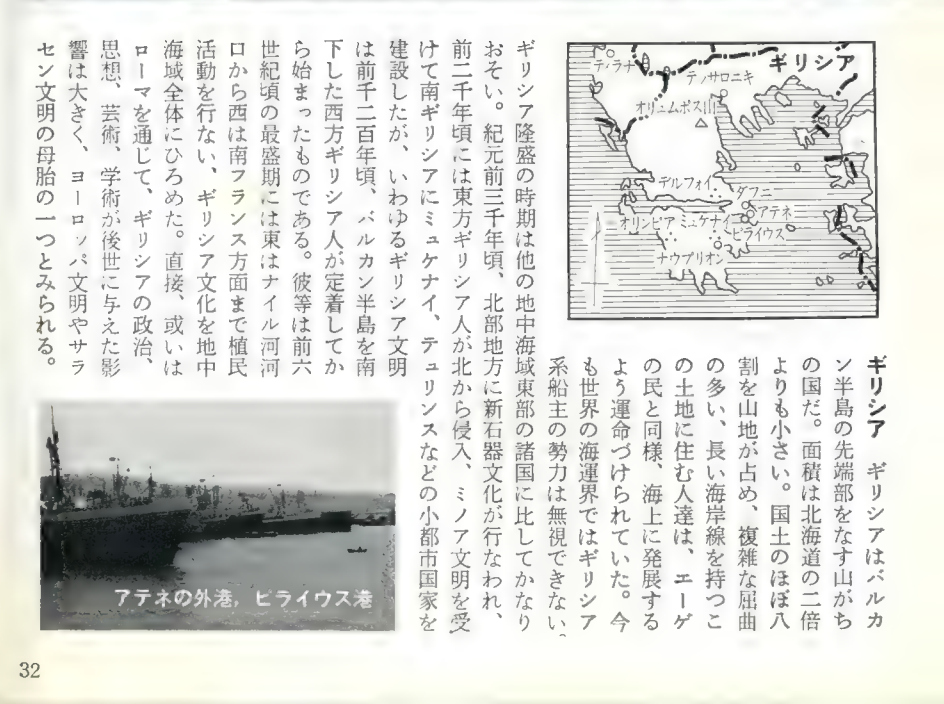 ギリシア
ティラナ
テッサロニキ
オリュムポス山
デルフォイ
ダフニ
アテネ
オリンピア
ミュケナイ
ピライウス
ナウプリオン
ギリシア　ギリシアはバルカ
ン半島の先端部をなす山がち
の国だ。面積は北海道の二倍
よりも小さい。国土のほぼ八
割を山地が占め、複雑な屈曲
の多い、長い海岸線を持つこ
の土地に住む人達は、エーゲ
の民と同様、海上に発展する
よう運命づけられていた。今
も世界の海運界ではギリシア
系船主の勢力は無視できない。
ギリシア隆盛の時期は他の地中海域東部の諸国に比してかなり
おそい。紀元前三千年頃、北部地方に新石器文化が行なわれ、
前二千年頃には東方ギリシア人が北から侵入、ミノア文明を受
けて南ギリシアにミュケナイ、テュリンスなどの小都市国家を
建設したが、いわゆるギリシア文明
は前千二百年頃、バルカン半島を南
下した西方ギリシア人が定着してか
ら始まったものである。彼等は前六
世紀頃の最盛期には東はナイル河河
口から西は南フランス方面まで植民
活動を行ない、ギリシア文化を地中
海域全体にひろめた。直接、或いは
ローマを通じて、ギリシアの政治、
思想、芸術、学術が後世に与えた影
響は大きく、ヨーロッパ文明やサラ
セン文明の母胎の一つとみられる。
アテネの外港，ピライウス港
32